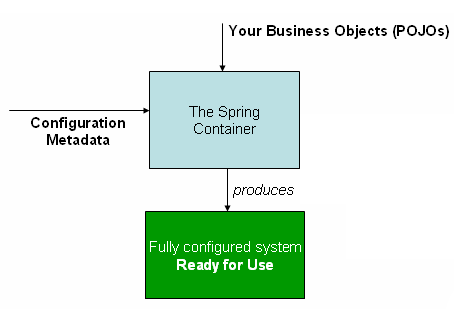 Your Business Objects (POJOs)
The Spring
Container
Configuration
Metadata
produces
Fully configured system
Ready for Use